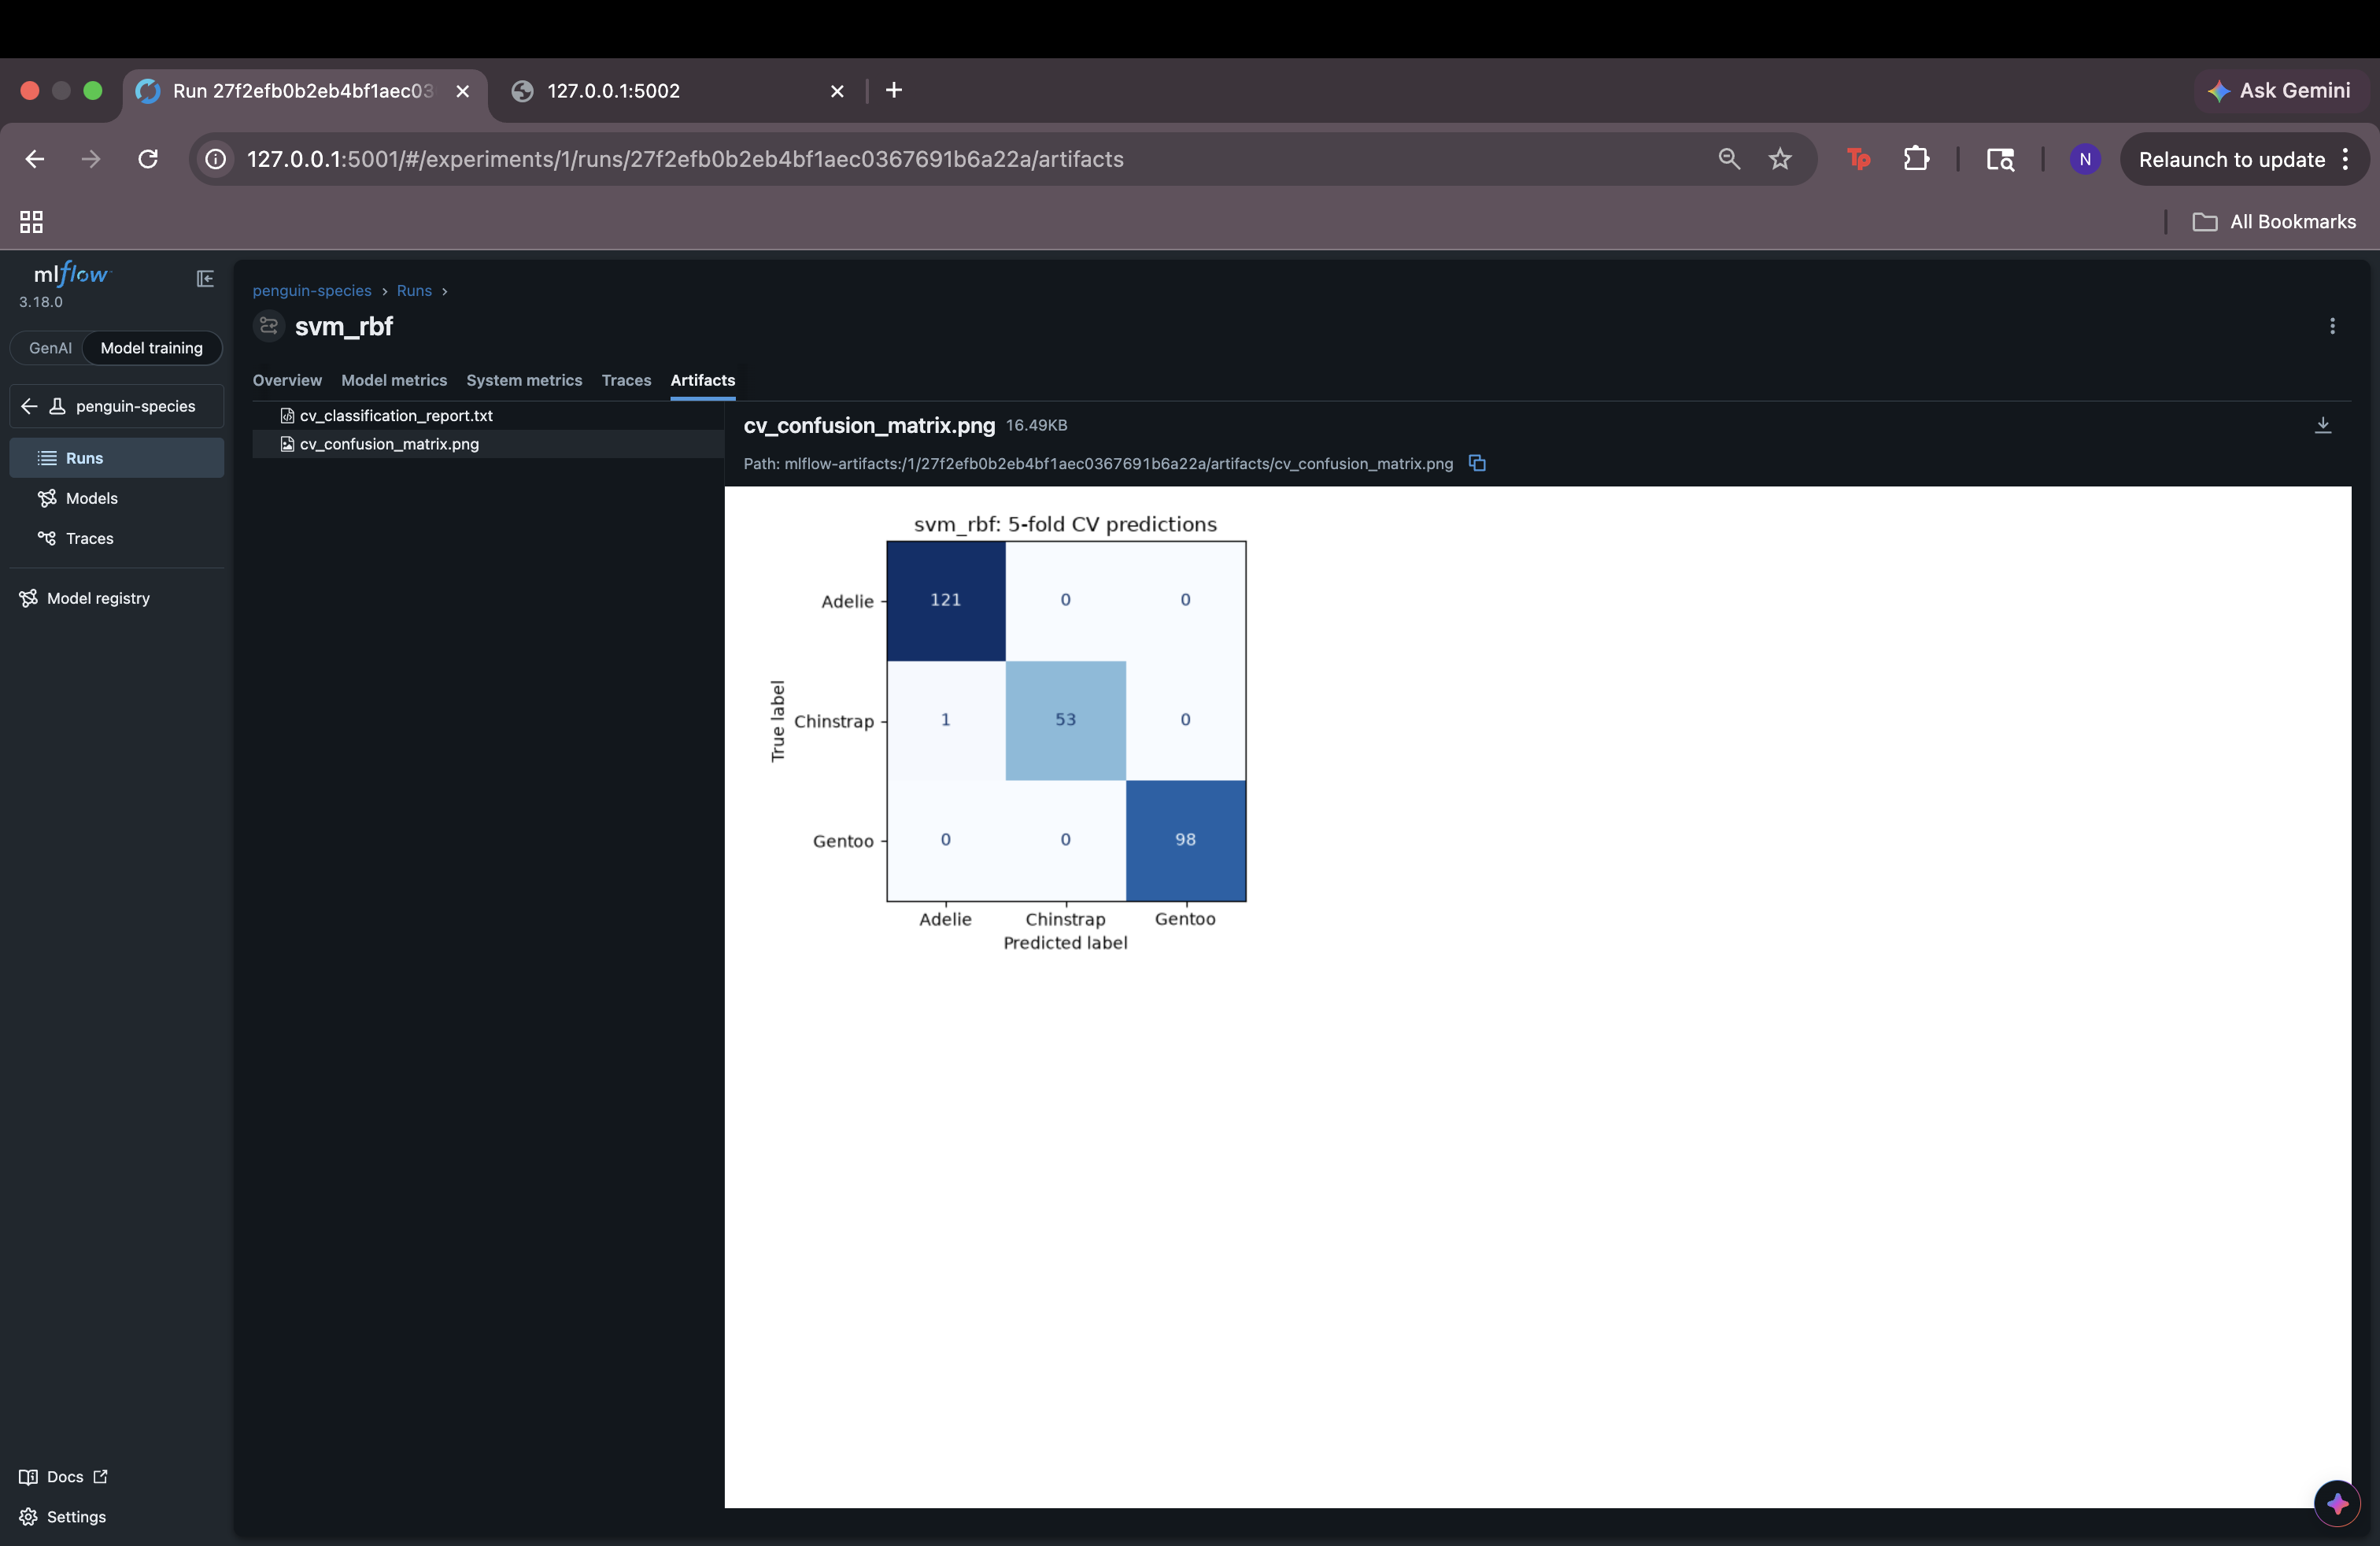 Run 27f2efb0b2eb4bf1aec03
127.0.0.1:5002
Ask Gemini
127.0.0.1:5001/#/experiments/1/runs/27f2efb0b2eb4bf1aec0367691b6a22a/artifacts
Tp
N
Relaunch to update
All Bookmarks
mlflow
3.18.0
GenAI
Model training
penguin-species
Runs
Models
Traces
Model registry
Docs
Settings
penguin-species › Runs ›
svm_rbf
Overview Model metrics System metrics Traces Artifacts
cv_classification_report.txt
cv_confusion_matrix.png
cv_confusion_matrix.png 16.49KB
Path: mlflow-artifacts:/1/27f2efb0b2eb4bf1aec0367691b6a22a/artifacts/cv_confusion_matrix.png
svm_rbf: 5-fold CV predictions
True label
Adelie 121 0 0
Chinstrap 1 53 0
Gentoo 0 0 98
Adelie Chinstrap Gentoo
Predicted label